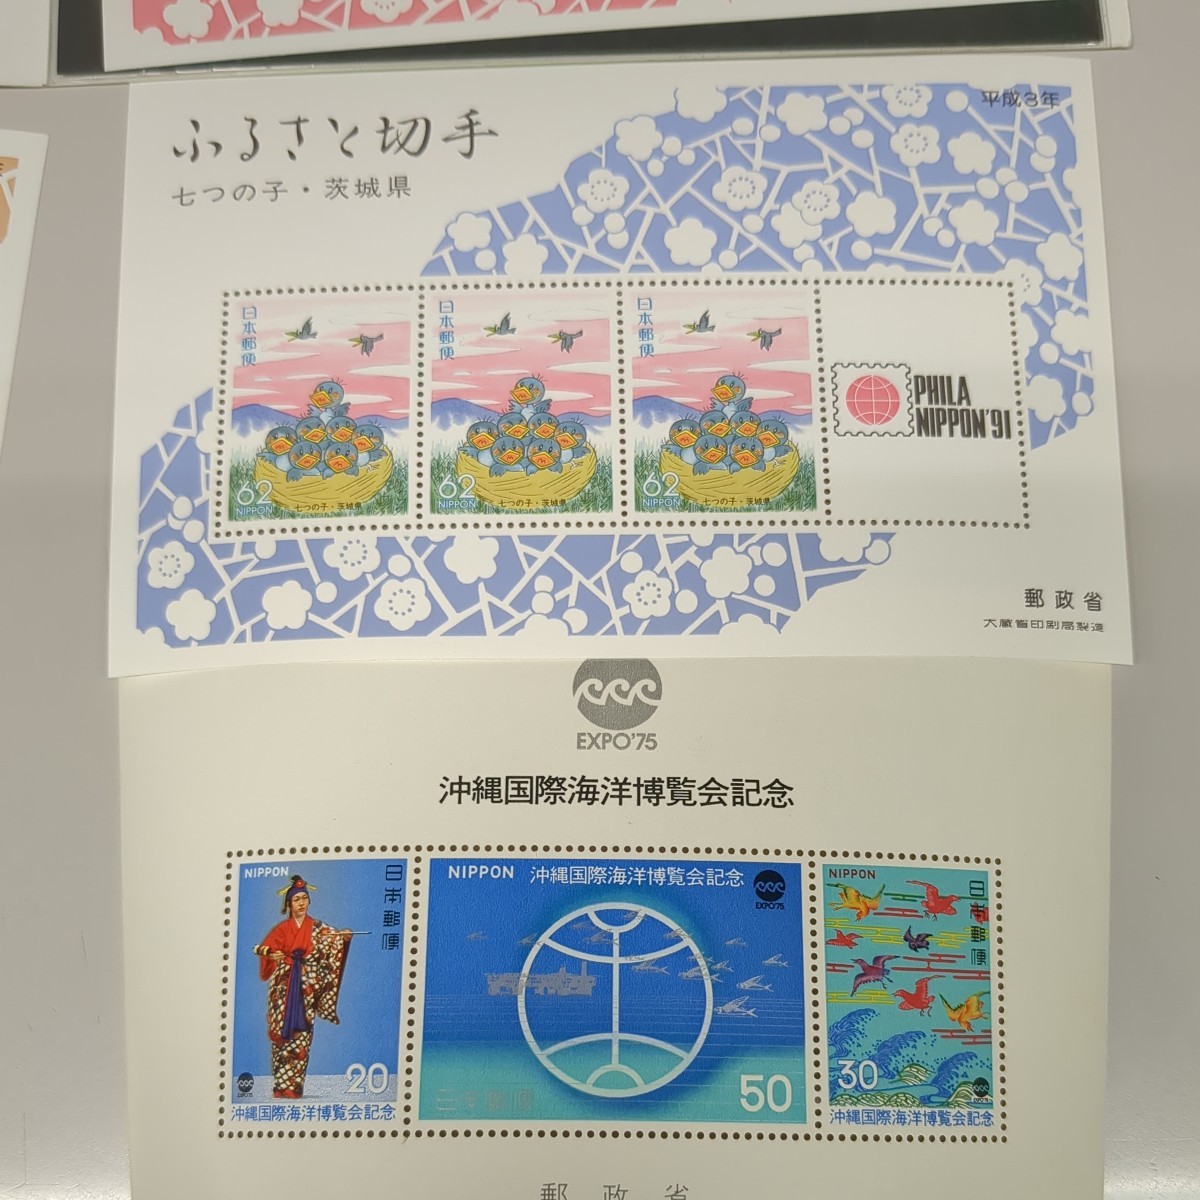 平成3年
ふるさと切手
七つの子・茨城県
日本郵便
62
NIPPON
七つの子・茨城県
日本郵便
62
NIPPON
七つの子・茨城県
日本郵便
62
NIPPON
七つの子・茨城県
PHILA
NIPPON'91
郵政省
大蔵省印刷局製造
EXPO'75
沖縄国際海洋博覧会記念
NIPPON
日本郵便
20
EXPO'75
沖縄国際海洋博覧会記念
NIPPON 沖縄国際海洋博覧会記念
EXPO'75
日本郵便
50
NIPPON
日本郵便
30
EXPO'75
沖縄国際海洋博覧会記念
郵政省